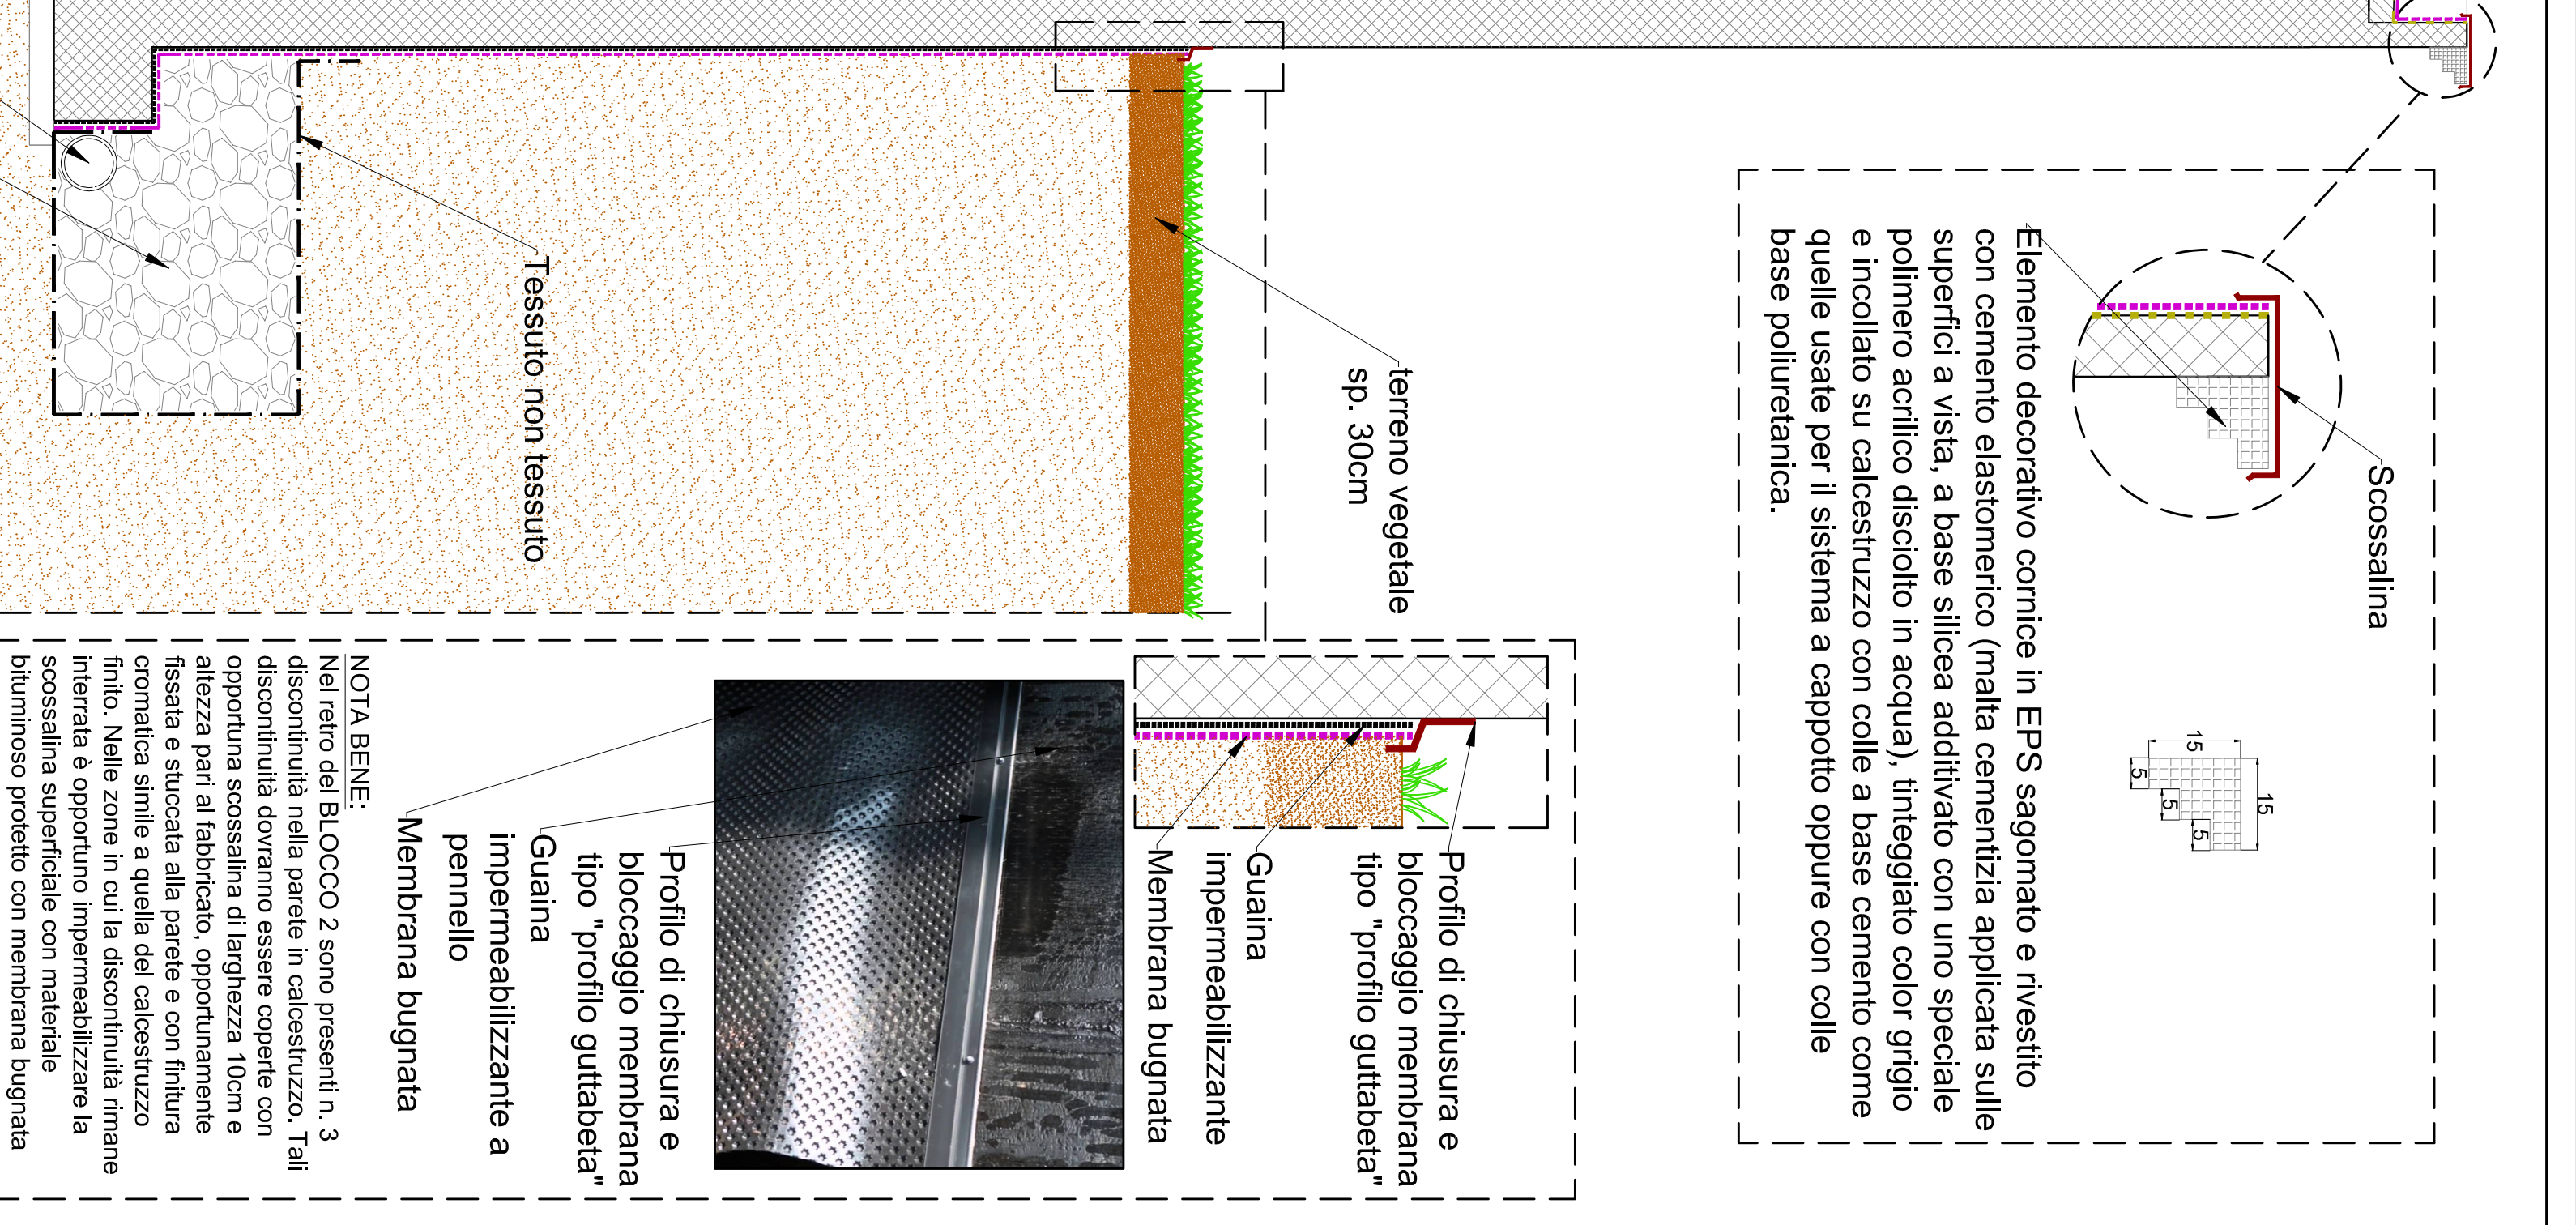 Scossalina
15
15
5
5
5
Elemento decorativo cornice in EPS sagomato e rivestito
con cemento elastomerico (malta cementizia applicata sulle
superfici a vista, a base silicea additivato con uno speciale
polimero acrilico disciolto in acqua), tinteggiato color grigio
e incollato su calcestruzzo con colle a base cemento come
quelle usate per il sistema a cappotto oppure con colle
base poliuretanica.
terreno vegetale
sp. 30cm
Tessuto non tessuto
Profilo di chiusura e
bloccaggio membrana
tipo "profilo guttabeta"
Guaina
impermeabilizzante
Membrana bugnata
Profilo di chiusura e
bloccaggio membrana
tipo "profilo guttabeta"
Guaina
impermeabilizzante a
pennello
Membrana bugnata
NOTA BENE:
Nel retro del BLOCCO 2 sono presenti n. 3
discontinuità nella parete in calcestruzzo. Tali
discontinuità dovranno essere coperte con
opportuna scossalina di larghezza 10cm e
altezza pari al fabbricato, opportunamente
fissata e stuccata alla parete e con finitura
cromatica simile a quella del calcestruzzo
finito. Nelle zone in cui la discontinuità rimane
interrata è opportuno impermeabilizzare la
scossalina superficiale con materiale
bituminoso protetto con membrana bugnata